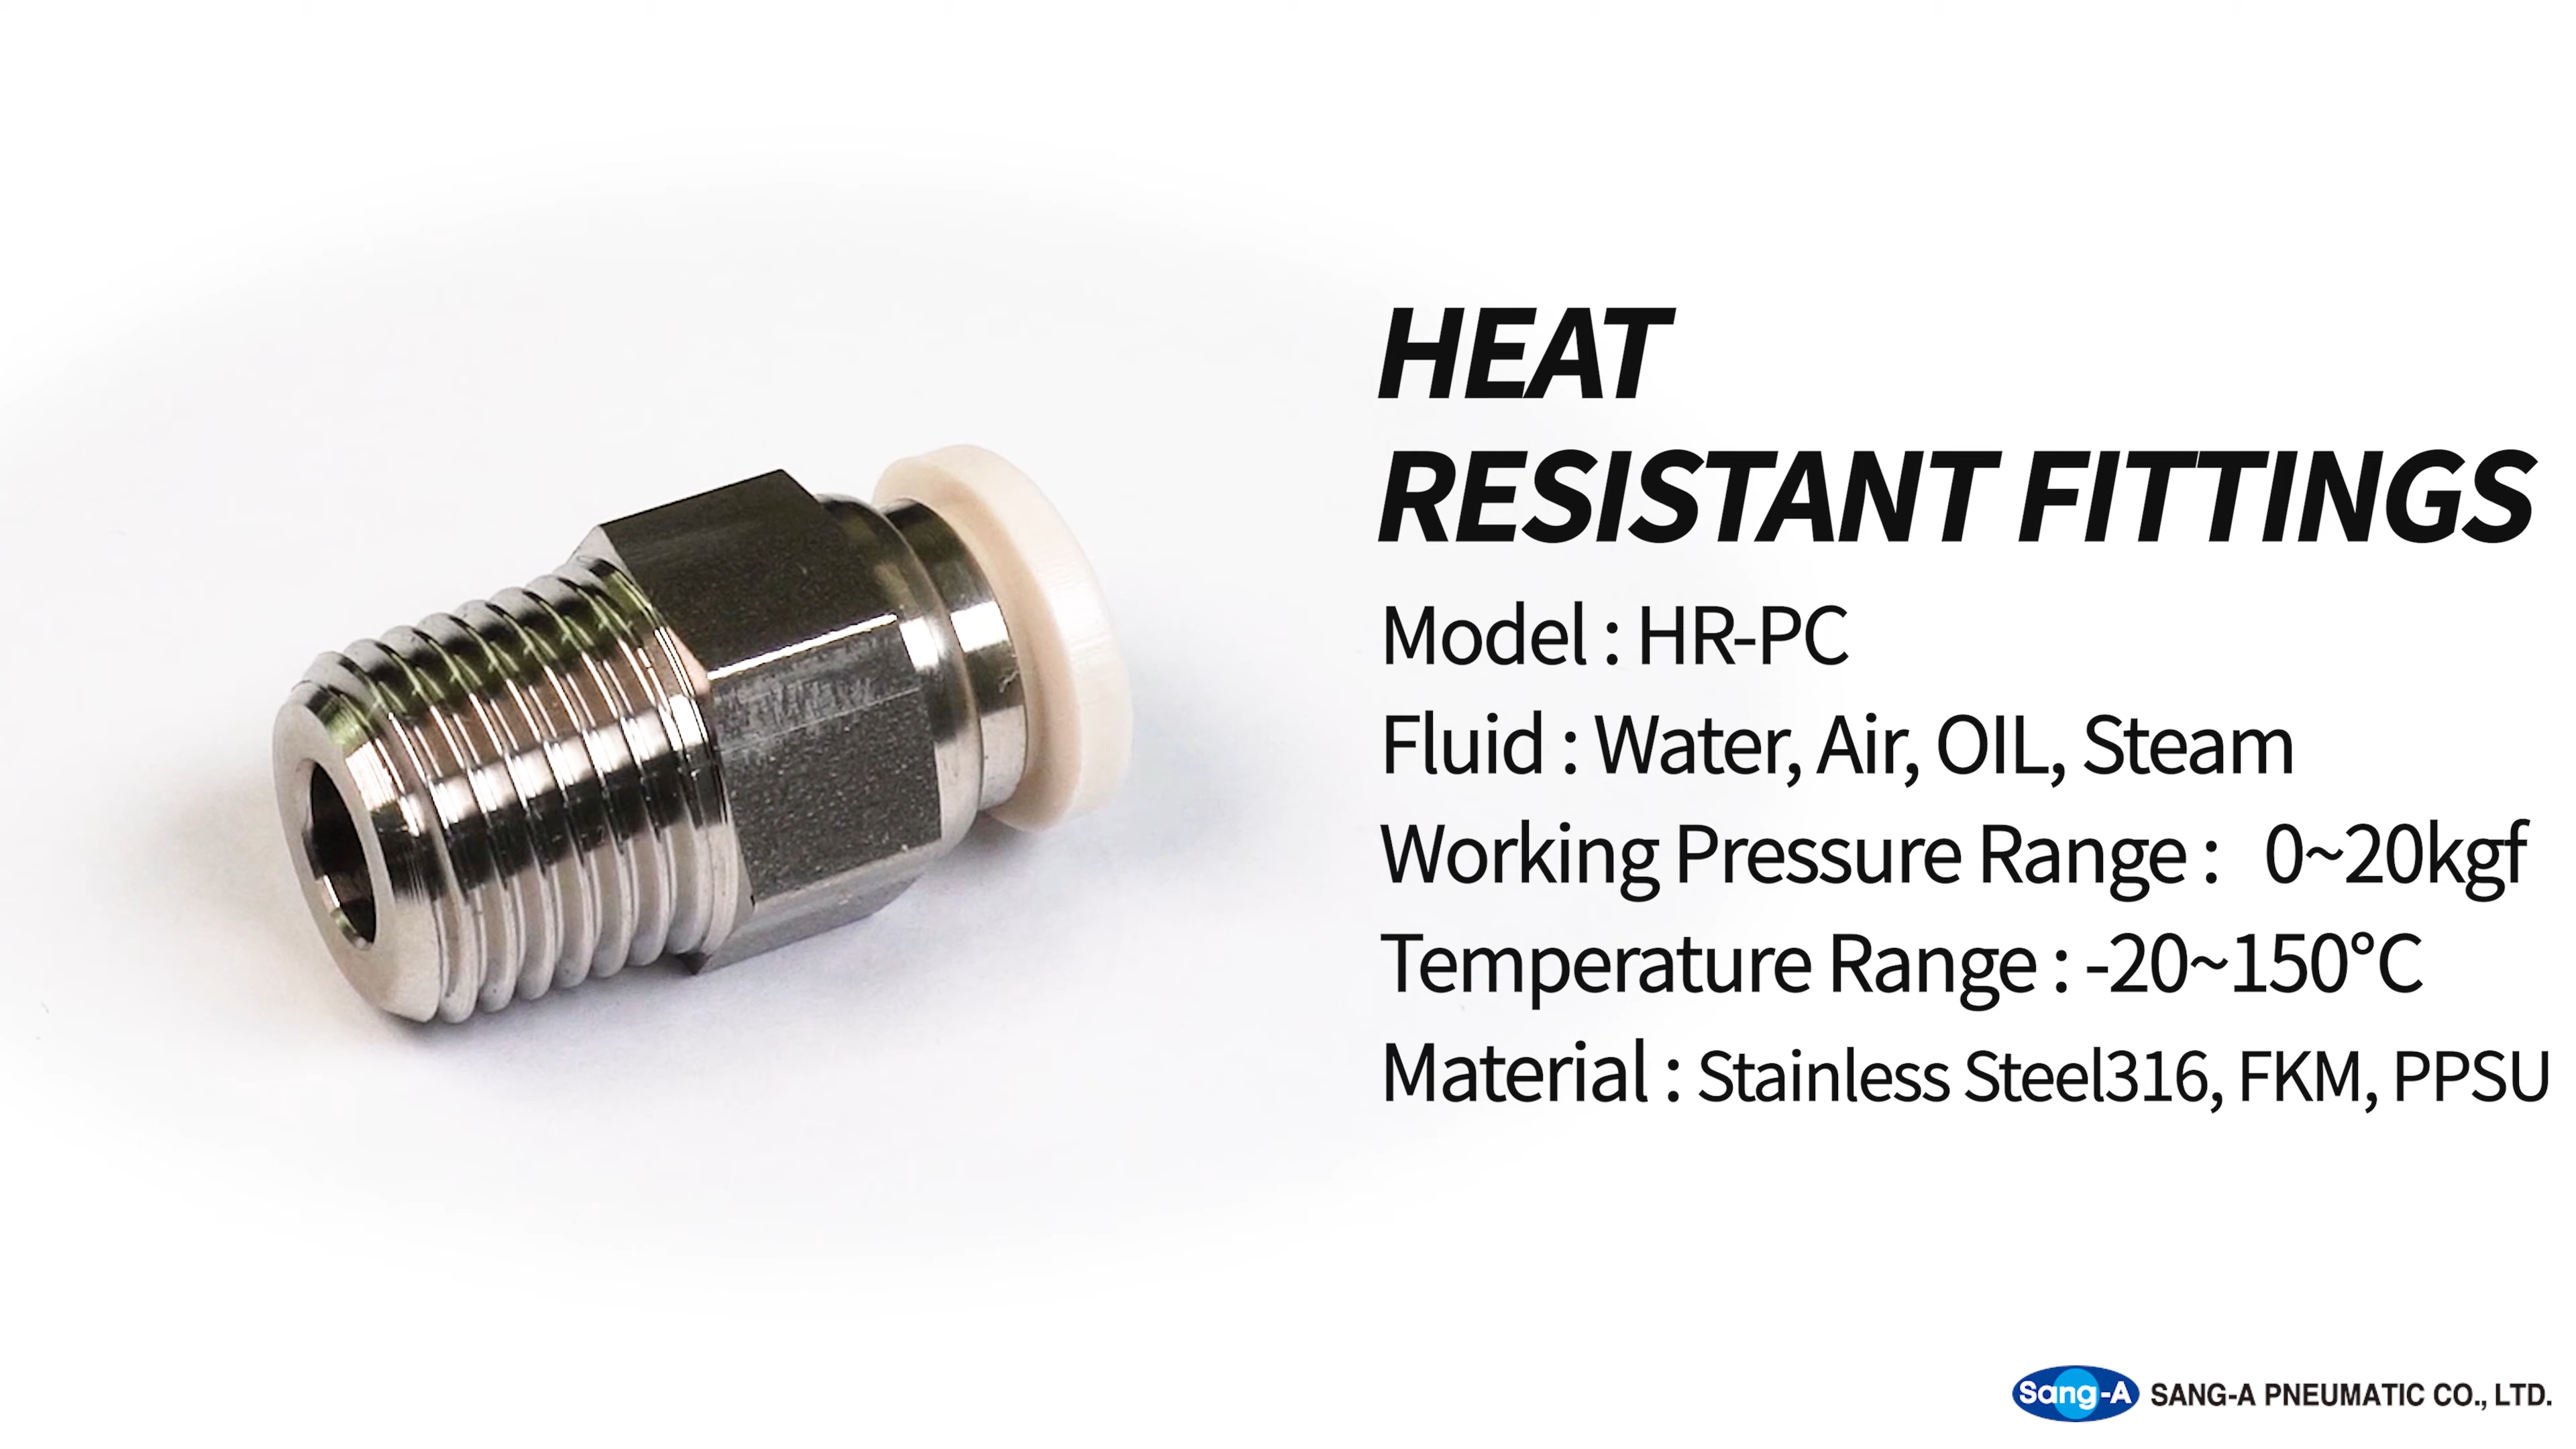 HEAT
RESISTANT FITTINGS
Model : HR-PC
Fluid : Water, Air, OIL, Steam
Working Pressure Range : 0~20kgf
Temperature Range : -20~150°C
Material : Stainless Steel316, FKM, PPSU
Sang-A SANG-A PNEUMATIC CO., LTD.